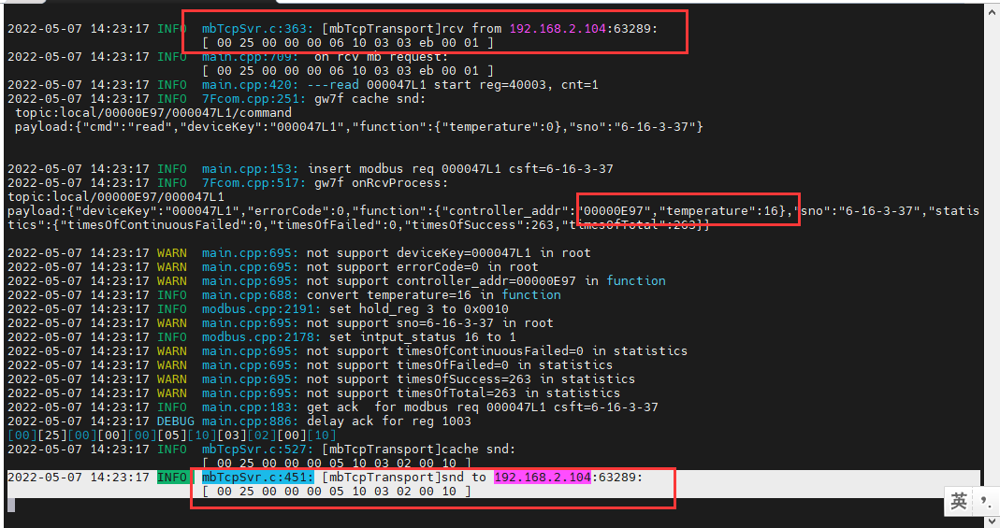 2022-05-07 14:23:17 INFO  mbTcpSvr.c:363: [mbTcpTransport]rcv from 192.168.2.104:63289:
[ 00 25 00 00 00 06 10 03 03 eb 00 01 ]
2022-05-07 14:23:17 INFO  main.cpp:709:  on rcv mb request:
[ 00 25 00 00 00 06 10 03 03 eb 00 01 ]
2022-05-07 14:23:17 INFO  main.cpp:420: ---read 000047L1 start reg=40003, cnt=1
2022-05-07 14:23:17 INFO  7Fcom.cpp:251: gw7f cache snd:
topic:local/00000E97/000047L1/command
payload:{"cmd":"read","deviceKey":"000047L1","function":{"temperature":0},"sno":"6-16-3-37"}
2022-05-07 14:23:17 INFO  main.cpp:153: insert modbus req 000047L1 csft=6-16-3-37
2022-05-07 14:23:17 INFO  7Fcom.cpp:517: gw7f onRcvProcess:
topic:local/00000E97/000047L1
payload:{"deviceKey":"000047L1","errorCode":0,"function":{"controller_addr":"00000E97","temperature":16},"sno":"6-16-3-37","statis
tics":{"timesOfContinuousFailed":0,"timesOfFailed":0,"timesOfSuccess":263,"timesOfTotal":263}}
2022-05-07 14:23:17 WARN  main.cpp:695: not support deviceKey=000047L1 in root
2022-05-07 14:23:17 WARN  main.cpp:695: not support errorCode=0 in root
2022-05-07 14:23:17 WARN  main.cpp:695: not support controller_addr=00000E97 in function
2022-05-07 14:23:17 INFO  main.cpp:688: convert temperature=16 in function
2022-05-07 14:23:17 INFO  modbus.cpp:2191: set hold_reg 3 to 0x0010
2022-05-07 14:23:17 WARN  main.cpp:695: not support sno=6-16-3-37 in root
2022-05-07 14:23:17 INFO  modbus.cpp:2178: set intput_status 16 to 1
2022-05-07 14:23:17 WARN  main.cpp:695: not support timesOfContinuousFailed=0 in statistics
2022-05-07 14:23:17 WARN  main.cpp:695: not support timesOfFailed=0 in statistics
2022-05-07 14:23:17 WARN  main.cpp:695: not support timesOfSuccess=263 in statistics
2022-05-07 14:23:17 WARN  main.cpp:695: not support timesOfTotal=263 in statistics
2022-05-07 14:23:17 INFO  main.cpp:183: get ack  for modbus req 000047L1 csft=6-16-3-37
2022-05-07 14:23:17 DEBUG main.cpp:886: delay ack for reg 1003
[00][25][00][00][00][05][10][03][02][00][10]
2022-05-07 14:23:17 INFO  mbTcpSvr.c:527: [mbTcpTransport]cache snd:
[ 00 25 00 00 00 05 10 03 02 00 10 ]
2022-05-07 14:23:17 INFO  mbTcpSvr.c:451: [mbTcpTransport]snd to 192.168.2.104:63289:
[ 00 25 00 00 00 05 10 03 02 00 10 ]
英